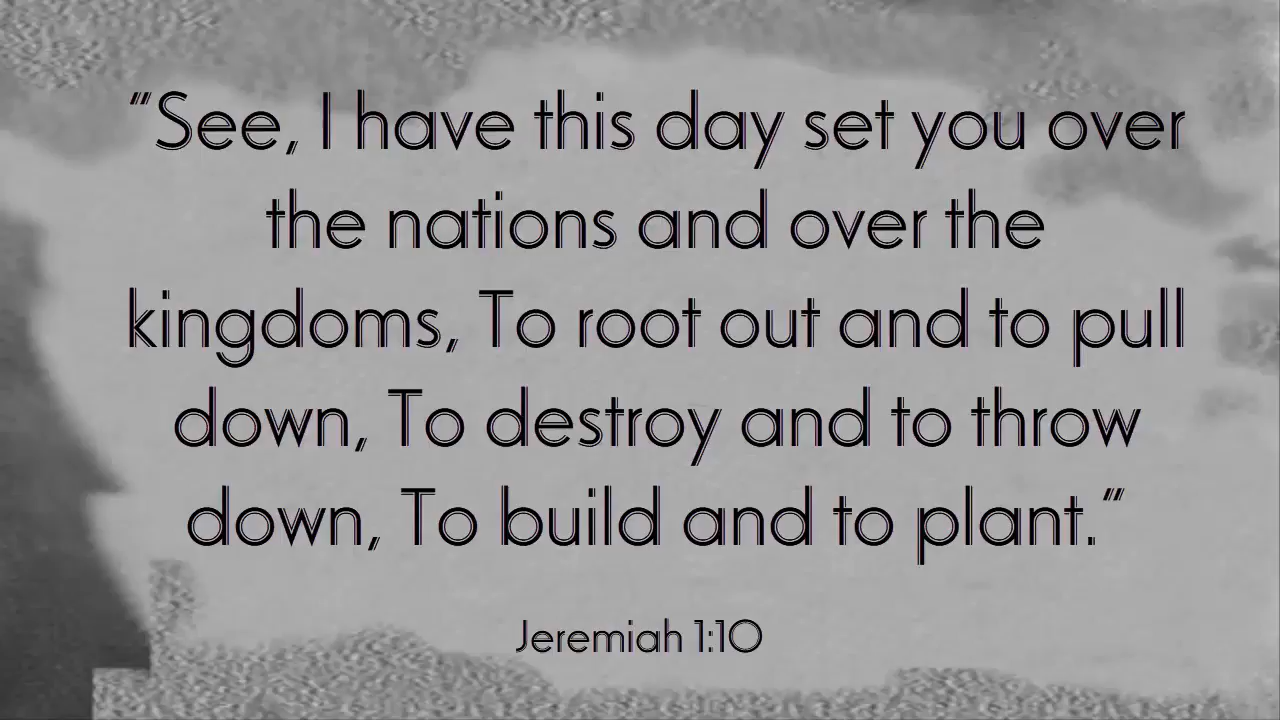 “See, I have this day set you over
the nations and over the
kingdoms, To root out and to pull
down, To destroy and to throw
down, To build and to plant.”
Jeremiah 1:10